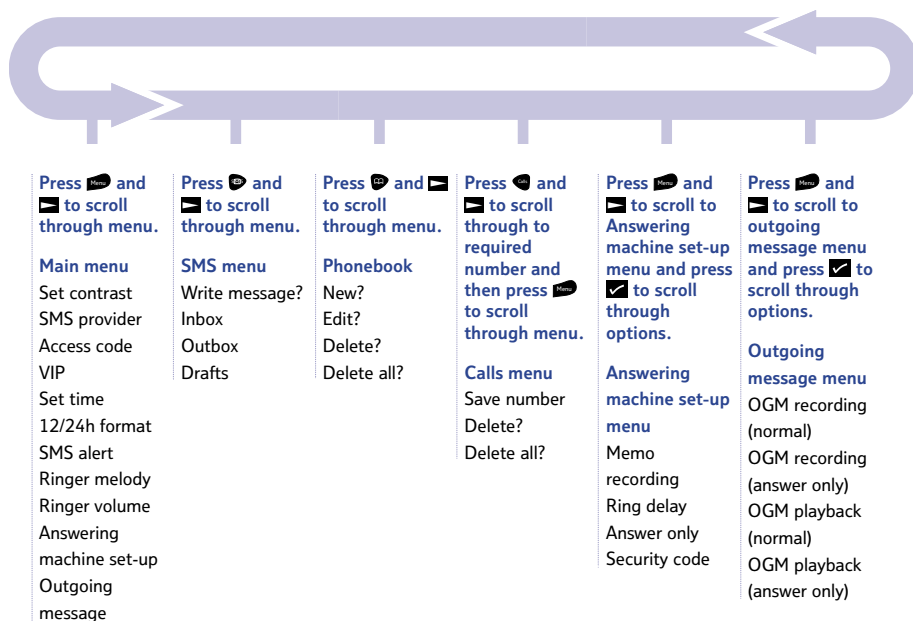 Press Menu and
to scroll
through menu.
Main menu
Set contrast
SMS provider
Access code
VIP
Set time
12/24h format
SMS alert
Ringer melody
Ringer volume
Answering
machine set-up
Outgoing
message
Press and
to scroll
through menu.
SMS menu
Write message?
Inbox
Outbox
Drafts
Press and
to scroll
through menu.
Phonebook
New?
Edit?
Delete?
Delete all?
Press Calls and
to scroll
through to
required
number and
then press Menu
to scroll
through menu.
Calls menu
Save number
Delete?
Delete all?
Press Menu and
to scroll to
Answering
machine set-up
menu and press
to scroll
through
options.
Answering
machine set-up
menu
Memo
recording
Ring delay
Answer only
Security code
Press Menu and
to scroll to
outgoing
message menu
and press to
scroll through
options.
Outgoing
message menu
OGM recording
(normal)
OGM recording
(answer only)
OGM playback
(normal)
OGM playback
(answer only)